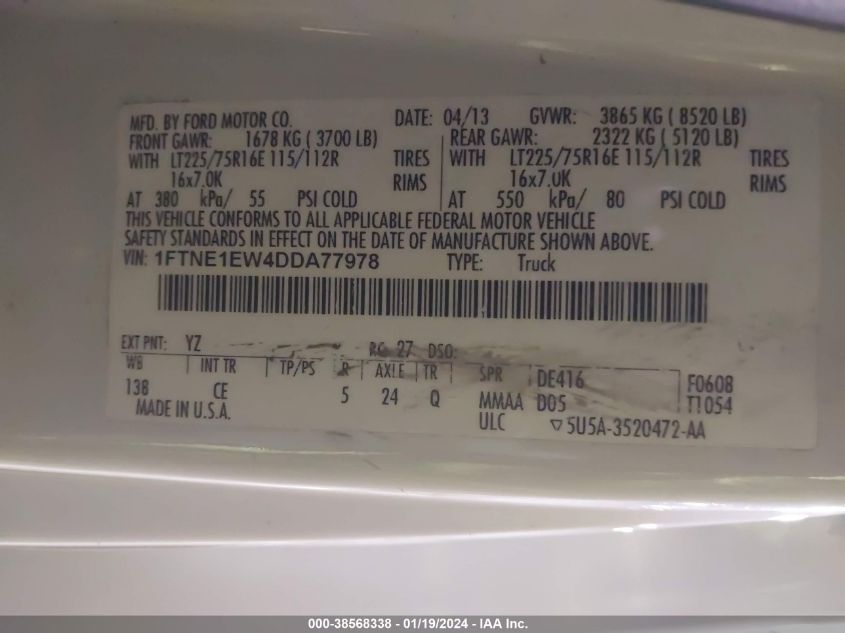 MFD. BY FORD MOTOR CO. DATE: 04/13 GVWR: 3865 KG ( 8520 LB)
FRONT GAWR: 1678 KG ( 3700 LB) REAR GAWR: 2322 KG ( 5120 LB)
WITH LT225/75R16E 115/112R TIRES WITH LT225/75R16E 115/112R TIRES
16x7.0K RIMS 16x7.0K RIMS
AT 380 kPa/ 55 PSI COLD AT 550 kPa/ 80 PSI COLD
THIS VEHICLE CONFORMS TO ALL APPLICABLE FEDERAL MOTOR VEHICLE
SAFETY STANDARDS IN EFFECT ON THE DATE OF MANUFACTURE SHOWN ABOVE.
VIN: 1FTNE1EW4DDA77978 TYPE: Truck
EXT PNT: YZ RC 27 DSO:
WB INT TR TP/PS R AXLE TR SPR DE416 F0608
138 CE 5 24 Q MMAA D05 T1054
MADE IN U.S.A. ULC ▽5U5A-3520472-AA
000-38568338 - 01/19/2024 - IAA Inc.